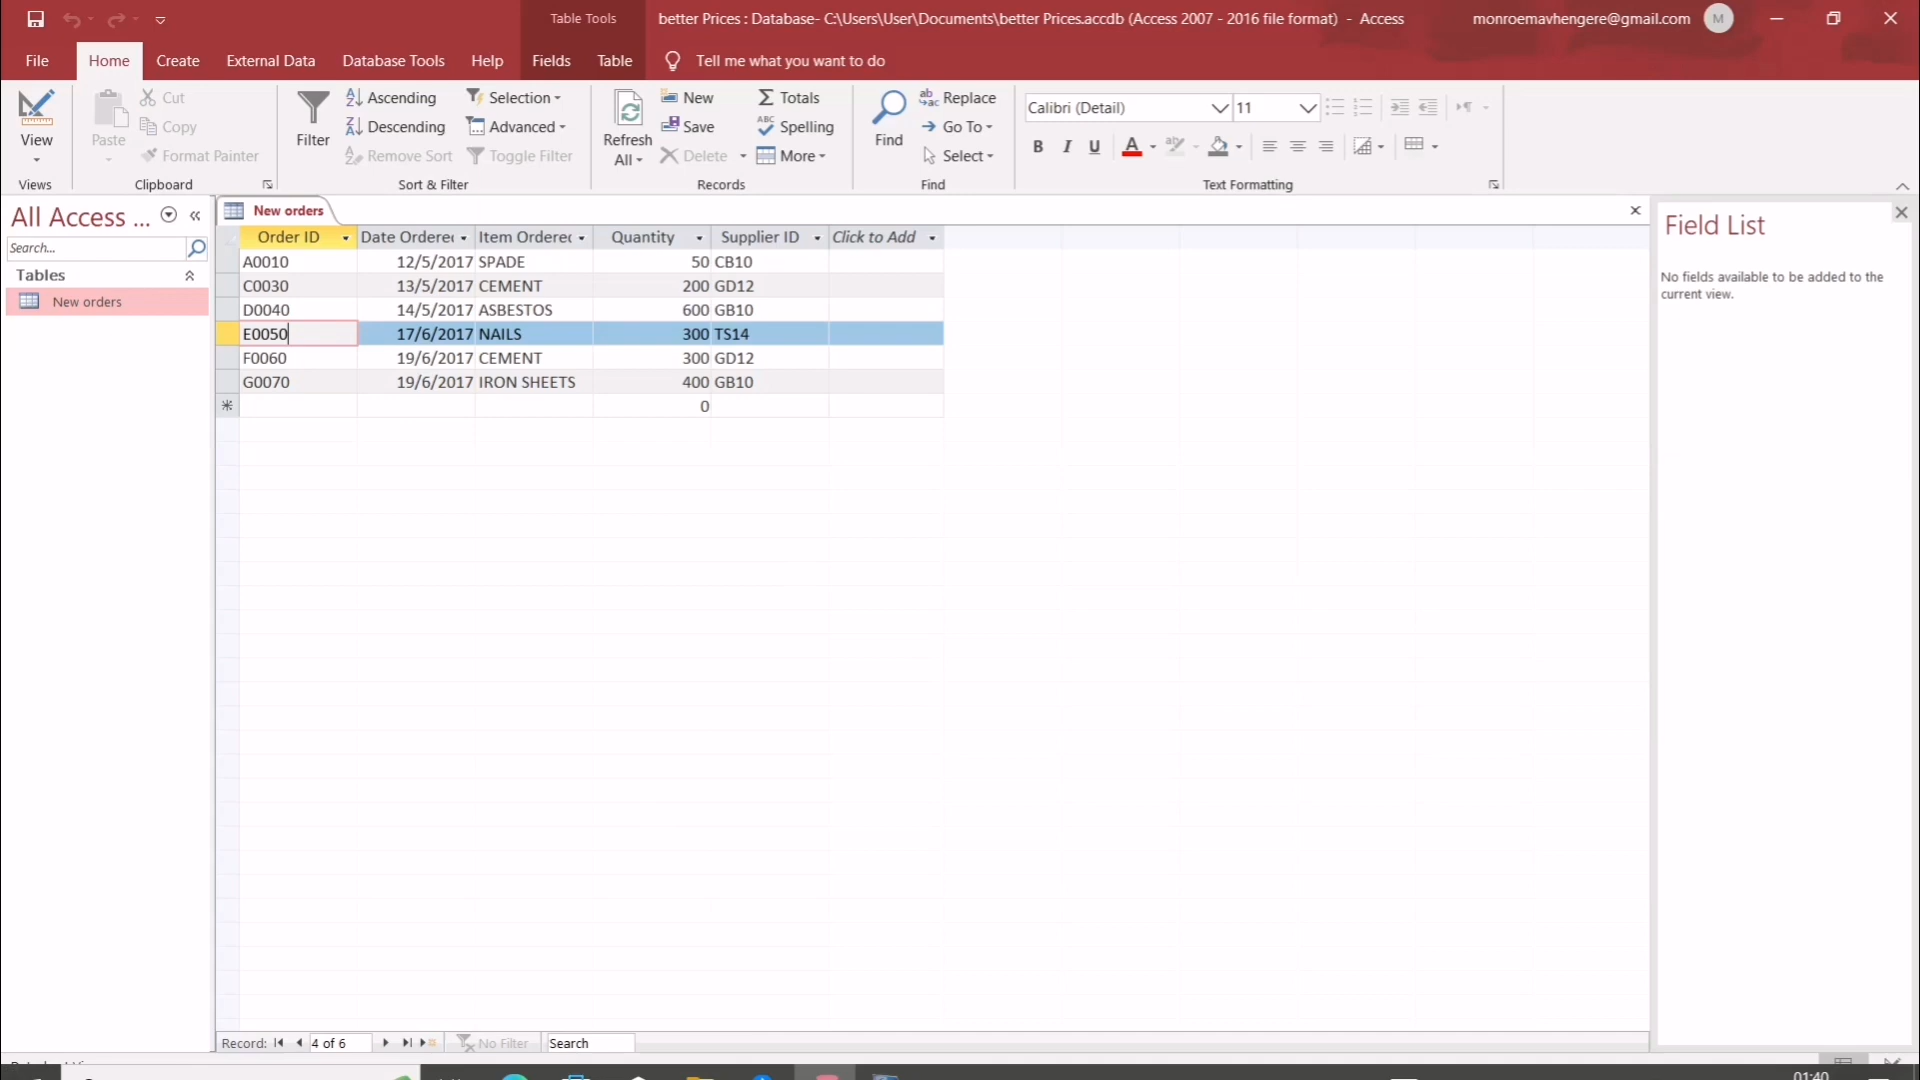 Table Tools
better Prices : Database- C:\Users\User\Documents\better Prices.accdb (Access 2007 - 2016 file format) - Access
monroemavhengere@gmail.com
M
File
Home
Create
External Data
Database Tools
Help
Fields
Table
Tell me what you want to do
View
Views
Paste
Cut
Copy
Format Painter
Clipboard
Filter
Ascending
Descending
Remove Sort
Selection
Advanced
Toggle Filter
Sort & Filter
Refresh
All
New
Save
Delete
Totals
Spelling
More
Records
Find
Replace
Go To
Select
Find
Calibri (Detail)
11
B I U A
Text Formatting
All Access ...
Search...
Tables
New orders
New orders
Order ID Date Ordered Item Ordered Quantity Supplier ID Click to Add
A0010 12/5/2017 SPADE 50 CB10
C0030 13/5/2017 CEMENT 200 GD12
D0040 14/5/2017 ASBESTOS 600 GB10
E0050 17/6/2017 NAILS 300 TS14
F0060 19/6/2017 CEMENT 300 GD12
G0070 19/6/2017 IRON SHEETS 400 GB10
0
Field List
No fields available to be added to the
current view.
Record: 4 of 6 No Filter Search
01:40